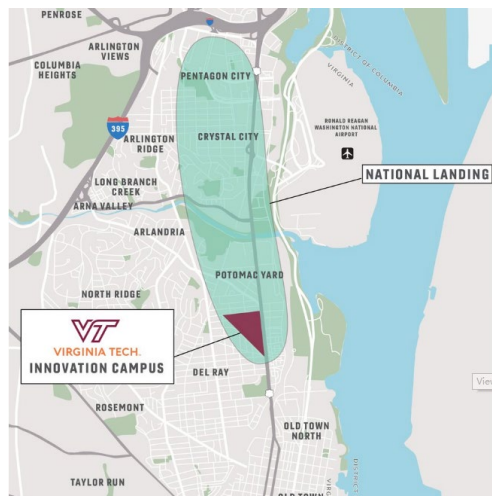 PENROSE
ARLINGTON
VIEWS
COLUMBIA
HEIGHTS
PENTAGON CITY
DISTRICT OF COLUMBIA
VIRGINIA
395
ARLINGTON
RIDGE
CRYSTAL CITY
RONALD REAGAN
WASHINGTON NATIONAL
AIRPORT
NATIONAL LANDING
LONG BRANCH
CREEK
ARNA VALLEY
ARLANDRIA
POTOMAC YARD
NORTH RIDGE
VT
VIRGINIA TECH.
INNOVATION CAMPUS
DEL RAY
ROSEMONT
OLD TOWN
NORTH
TAYLOR RUN